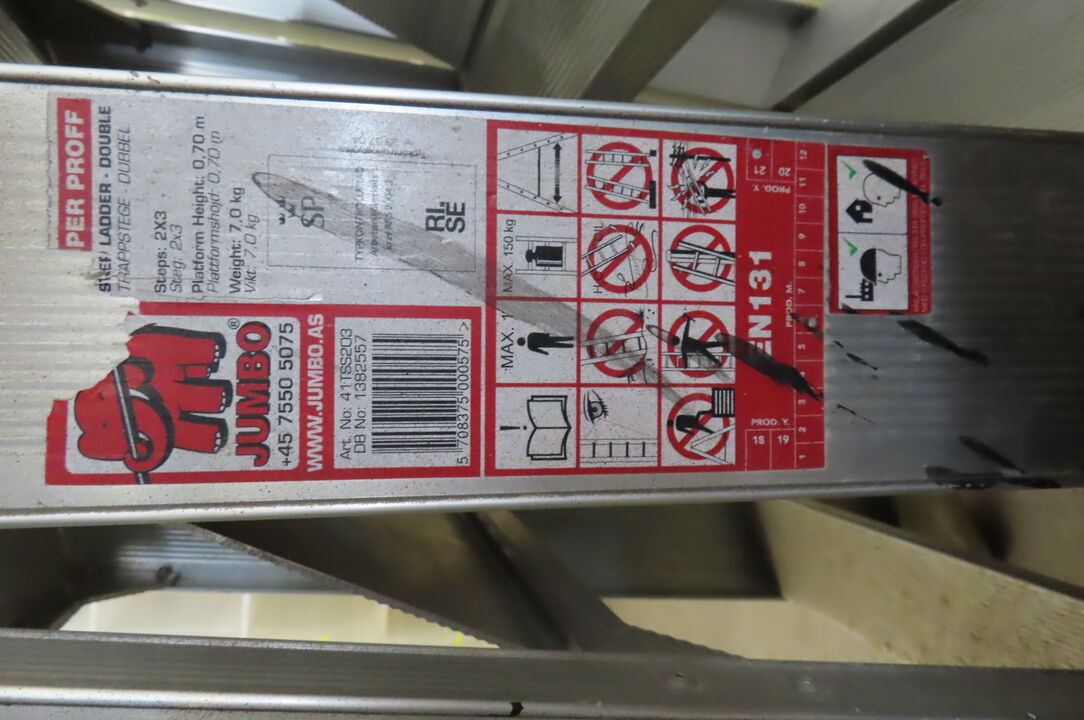 PER PROFF
STEP LADDER - DOUBLE
TRAPPSTEGE DUBBEL
Steps: 2X3
Steg: 2x3
Platform Height: 0,70 m
Plattformshöjd: 0,70 m
Weight: 7,0 kg
Vikt: 7,0 kg
SP
RI.
SE
JUMBO®
+45 7550 5075
WWW.JUMBO.AS
Art. No: 41TSS203
DB No: 1382557
5 708375 000575 >
MAX. 150 kg
MAX. 1
!
EN 131
PROD. Y.
18 19
20 21
PROD. Y.
PROD. M.
1 2 3 5 7 8 9 10 11 12